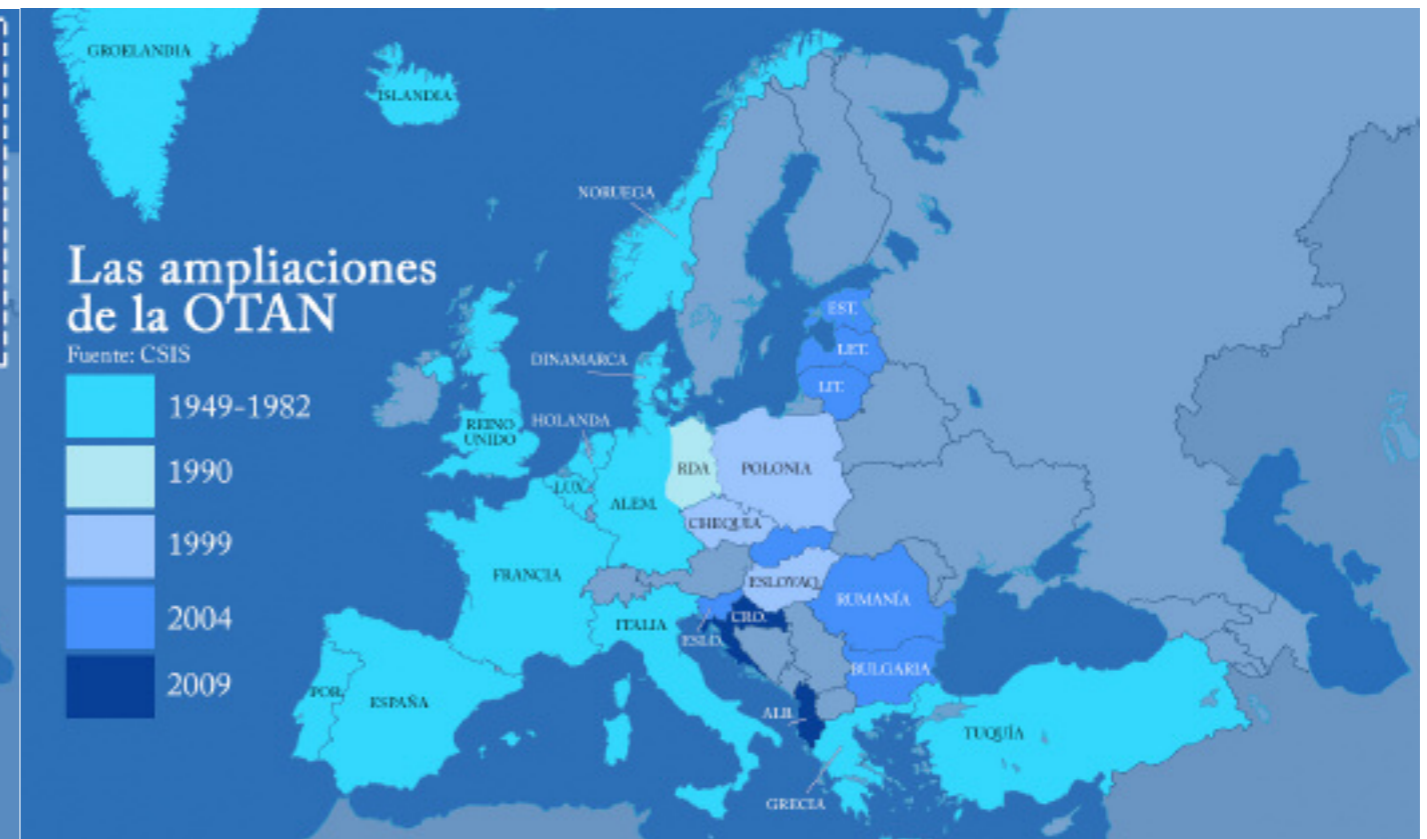 GROELANDIA
ISLANDIA
NORUEGA
Las ampliaciones
de la OTAN
Fuente: CSIS
1949-1982
1990
1999
2004
2009
EST.
LET.
LIT.
DINAMARCA
HOLANDA
REINO
UNIDO
LUX.
ALEM.
RDA
POLONIA
CHEQUIA
FRANCIA
ESLOVAQ.
RUMANÍA
ITALIA
CRO.
ESLO.
BULGARIA
POR.
ESPAÑA
ALB.
TUQUÍA
GRECIA